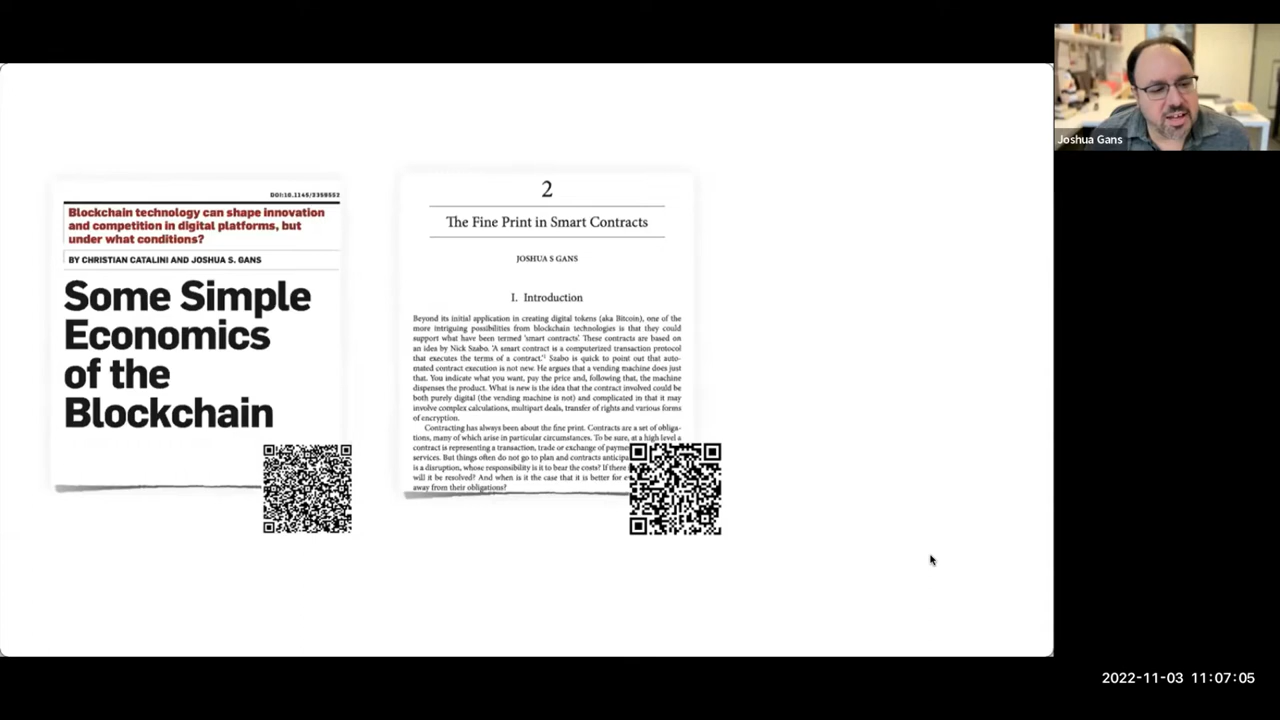 DOI:10.1145/3359552
Blockchain technology can shape innovation
and competition in digital platforms, but
under what conditions?
BY CHRISTIAN CATALINI AND JOSHUA S. GANS
Some Simple
Economics
of the
Blockchain
2
The Fine Print in Smart Contracts
JOSHUA S GANS
I. Introduction
Beyond its initial application in creating digital tokens (aka Bitcoin), one of the
more intriguing possibilities from blockchain technologies is that they could
support what have been termed 'smart contracts'. These contracts are based on
an idea by Nick Szabo. 'A smart contract is a computerized transaction protocol
that executes the terms of a contract.'¹ Szabo is quick to point out that auto-
mated contract execution is not new. He argues that a vending machine does just
that. You indicate what you want, pay the price and, following that, the machine
dispenses the product. What is new is the idea that the contract involved could be
both purely digital (the vending machine is not) and complicated in that it may
involve complex calculations, multipart deals, transfer of rights and various forms
of encryption.
Contracting has always been about the fine print. Contracts are a set of obliga-
tions, many of which arise in particular circumstances. To be sure, at a high level a
contract is representing a transaction, trade or exchange of
services. But things often do not go to plan and contracts
is a disruption, whose responsibility is it to bear the costs? If there
will it be resolved? And when is it the case that it is better for
away from their obligations?
Joshua Gans
2022-11-03 11:07:05